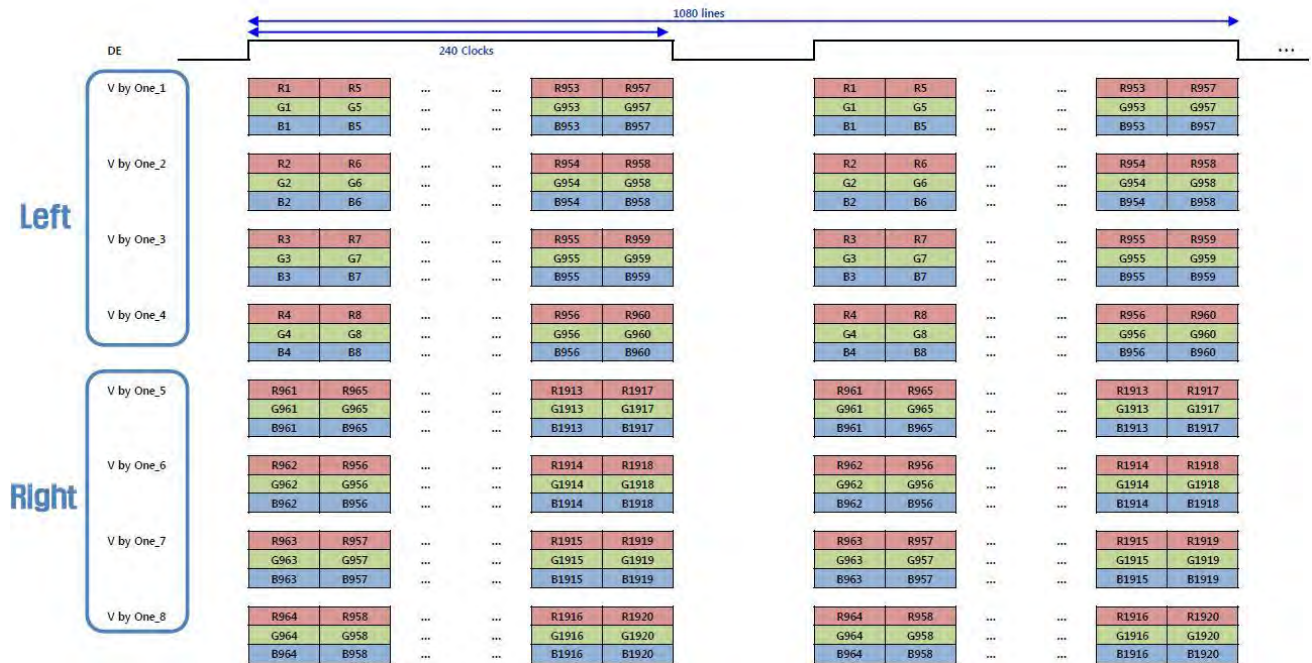 1080 lines
DE 240 Clocks ...
V by One_1 R1 R5 ... ... R953 R957 R1 R5 ... ... R953 R957
G1 G5 ... ... G953 G957 G1 G5 ... ... G953 G957
B1 B5 ... ... B953 B957 B1 B5 ... ... B953 B957
V by One_2 R2 R6 ... ... R954 R958 R2 R6 ... ... R954 R958
G2 G6 ... ... G954 G958 G2 G6 ... ... G954 G958
B2 B6 ... ... B954 B958 B2 B6 ... ... B954 B958
Left
V by One_3 R3 R7 ... ... R955 R959 R3 R7 ... ... R955 R959
G3 G7 ... ... G955 G959 G3 G7 ... ... G955 G959
B3 B7 ... ... B955 B959 B3 B7 ... ... B955 B959
V by One_4 R4 R8 ... ... R956 R960 R4 R8 ... ... R956 R960
G4 G8 ... ... G956 G960 G4 G8 ... ... G956 G960
B4 B8 ... ... B956 B960 B4 B8 ... ... B956 B960
V by One_5 R961 R965 ... ... R1913 R1917 R961 R965 ... ... R1913 R1917
G961 G965 ... ... G1913 G1917 G961 G965 ... ... G1913 G1917
B961 B965 ... ... B1913 B1917 B961 B965 ... ... B1913 B1917
V by One_6 R962 R956 ... ... R1914 R1918 R962 R956 ... ... R1914 R1918
G962 G956 ... ... G1914 G1918 G962 G956 ... ... G1914 G1918
Right
B962 B956 ... ... B1914 B1918 B962 B956 ... ... B1914 B1918
V by One_7 R963 R957 ... ... R1915 R1919 R963 R957 ... ... R1915 R1919
G963 G957 ... ... G1915 G1919 G963 G957 ... ... G1915 G1919
B963 B957 ... ... B1915 B1919 B963 B957 ... ... B1915 B1919
V by One_8 R964 R958 ... ... R1916 R1920 R964 R958 ... ... R1916 R1920
G964 G958 ... ... G1916 G1920 G964 G958 ... ... G1916 G1920
B964 B958 ... ... B1916 B1920 B964 B958 ... ... B1916 B1920